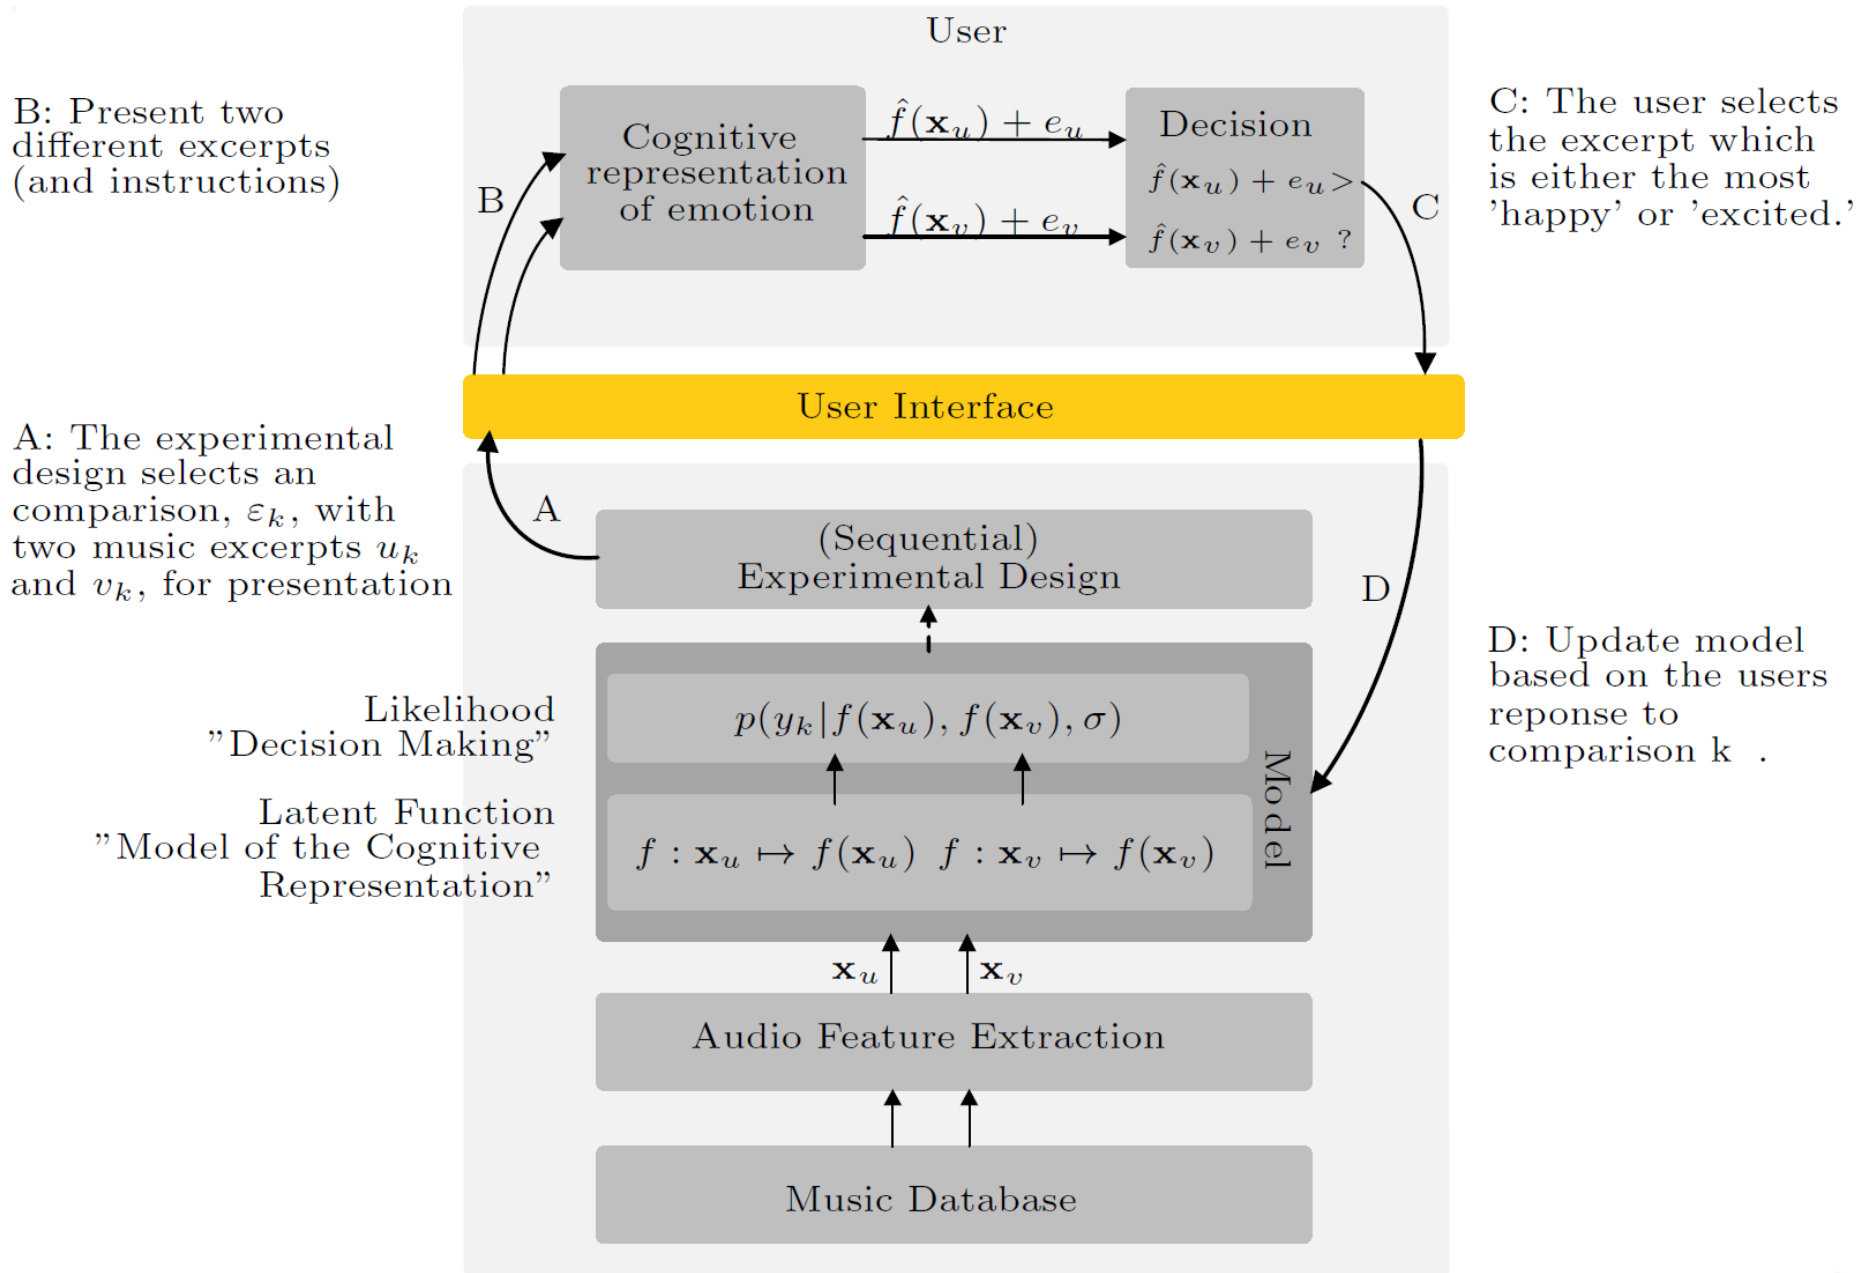 User
B: Present two
different excerpts
(and instructions)
B
Cognitive
representation
of emotion
f̂(𝐱ᵤ) + eᵤ
f̂(𝐱ᵥ) + eᵥ
Decision
f̂(𝐱ᵤ) + eᵤ >
f̂(𝐱ᵥ) + eᵥ ?
C
C: The user selects
the excerpt which
is either the most
'happy' or 'excited.'
User Interface
A: The experimental
design selects an
comparison, εₖ, with
two music excerpts uₖ
and vₖ, for presentation
A
(Sequential)
Experimental Design
D
D: Update model
based on the users
reponse to
comparison k .
Likelihood
"Decision Making"
p(yₖ|f(𝐱ᵤ), f(𝐱ᵥ), σ)
Model
Latent Function
"Model of the Cognitive
Representation"
f : 𝐱ᵤ ↦ f(𝐱ᵤ) f : 𝐱ᵥ ↦ f(𝐱ᵥ)
𝐱ᵤ 𝐱ᵥ
Audio Feature Extraction
Music Database